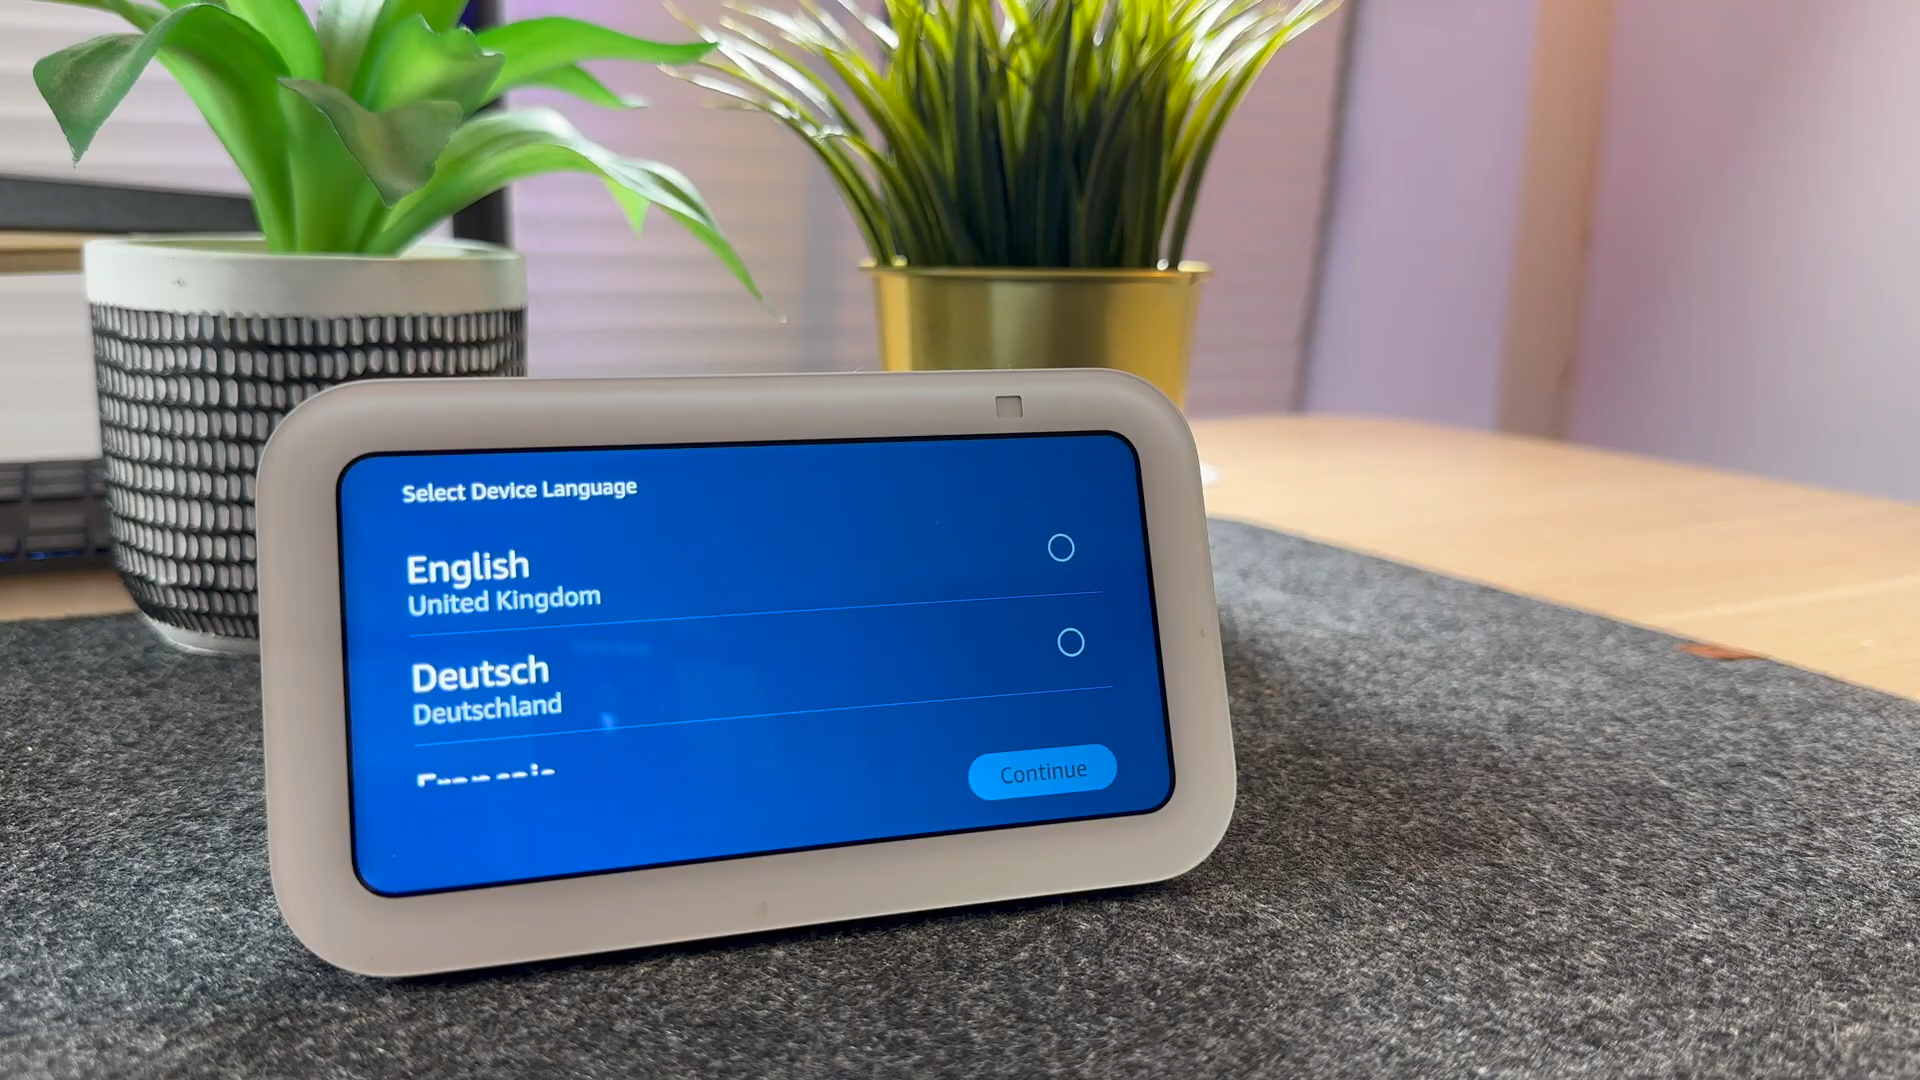 Select Device Language
English
United Kingdom
Deutsch
Deutschland
Continue